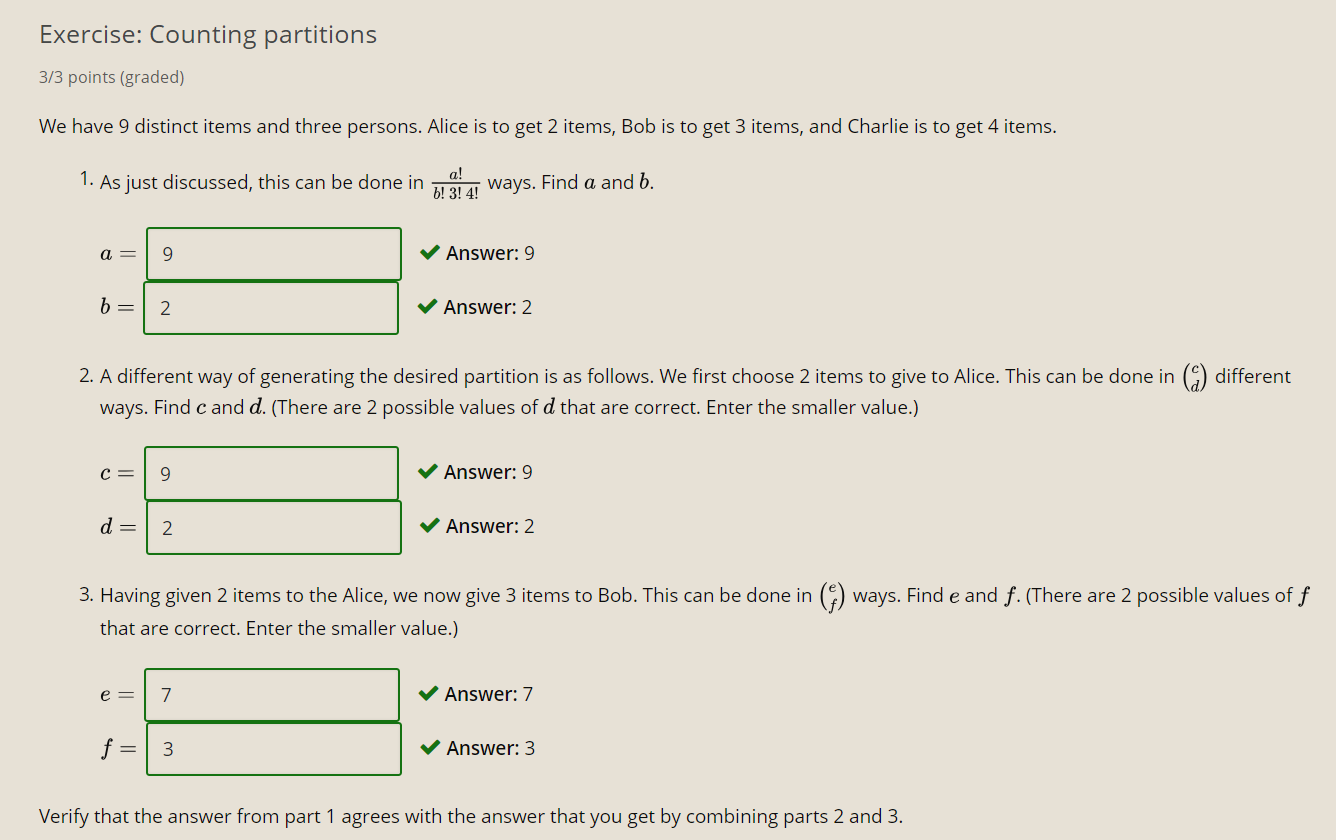 Exercise: Counting partitions
3/3 points (graded)
We have 9 distinct items and three persons. Alice is to get 2 items, Bob is to get 3 items, and Charlie is to get 4 items.
1. As just discussed, this can be done in a!/(b! 3! 4!) ways. Find a and b.
a = 9 ✔ Answer: 9
b = 2 ✔ Answer: 2
2. A different way of generating the desired partition is as follows. We first choose 2 items to give to Alice. This can be done in (c d) different
ways. Find c and d. (There are 2 possible values of d that are correct. Enter the smaller value.)
c = 9 ✔ Answer: 9
d = 2 ✔ Answer: 2
3. Having given 2 items to the Alice, we now give 3 items to Bob. This can be done in (e f) ways. Find e and f. (There are 2 possible values of f
that are correct. Enter the smaller value.)
e = 7 ✔ Answer: 7
f = 3 ✔ Answer: 3
Verify that the answer from part 1 agrees with the answer that you get by combining parts 2 and 3.